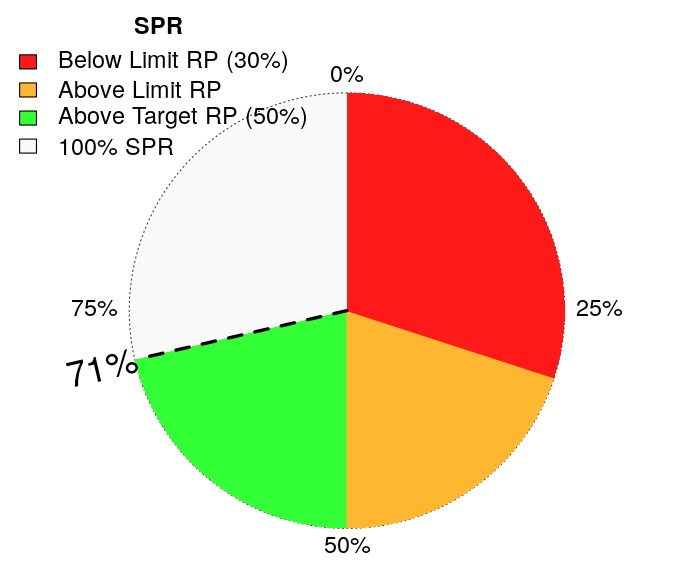 SPR
Below Limit RP (30%)
Above Limit RP
Above Target RP (50%)
100% SPR
0%
25%
75%
71%
50%